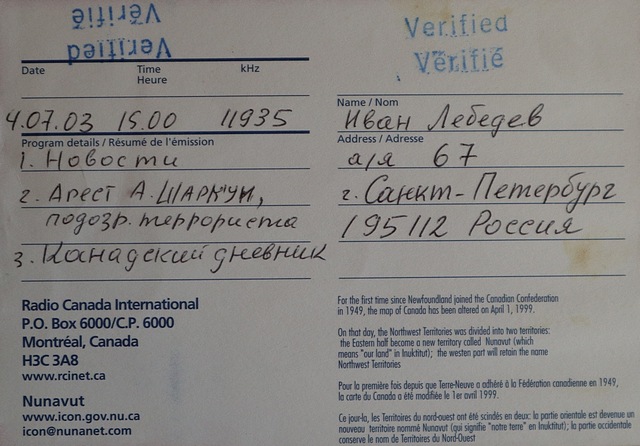 Verified
Vérifié
Date
Time
Heure
kHz
4.07.03 15.00 11935
Program details / Résumé de l'émission
1. Новости
2. Арест А. ШАРКЧИ,
подозр. террориста
3. Канадский дневник
Radio Canada International
P.O. Box 6000/C.P. 6000
Montréal, Canada
H3C 3A8
www.rcinet.ca
Nunavut
www.icon.gov.nu.ca
icon@nunanet.com
Verified
Vérifié
Name / Nom
Иван Лебедев
Address / Adresse
а/я 67
г. Санкт-Петербург
195112 Россия
For the first time since Newfoundland joined the Canadian Confederation
in 1949, the map of Canada has been altered on April 1, 1999.
On that day, the Northwest Territories was divided into two territories:
the Eastern half become a new territory called Nunavut (which
means "our land" in Inuktitut); the westen part will retain the name
Northwest Territories
Pour la première fois depuis que Terre-Neuve a adhéré à la Fédération canadienne en 1949,
la carte du Canada a été modifiée le 1er avril 1999.
Ce jour-là, les Territoires du nord-ouest ont été scindés en deux: la partie orientale est devenue un
nouveau territoire nommé Nunavut (qui signifie "notre terre" en Inuktitut); la partie occidentale
conserve le nom de Territoires du Nord-Ouest